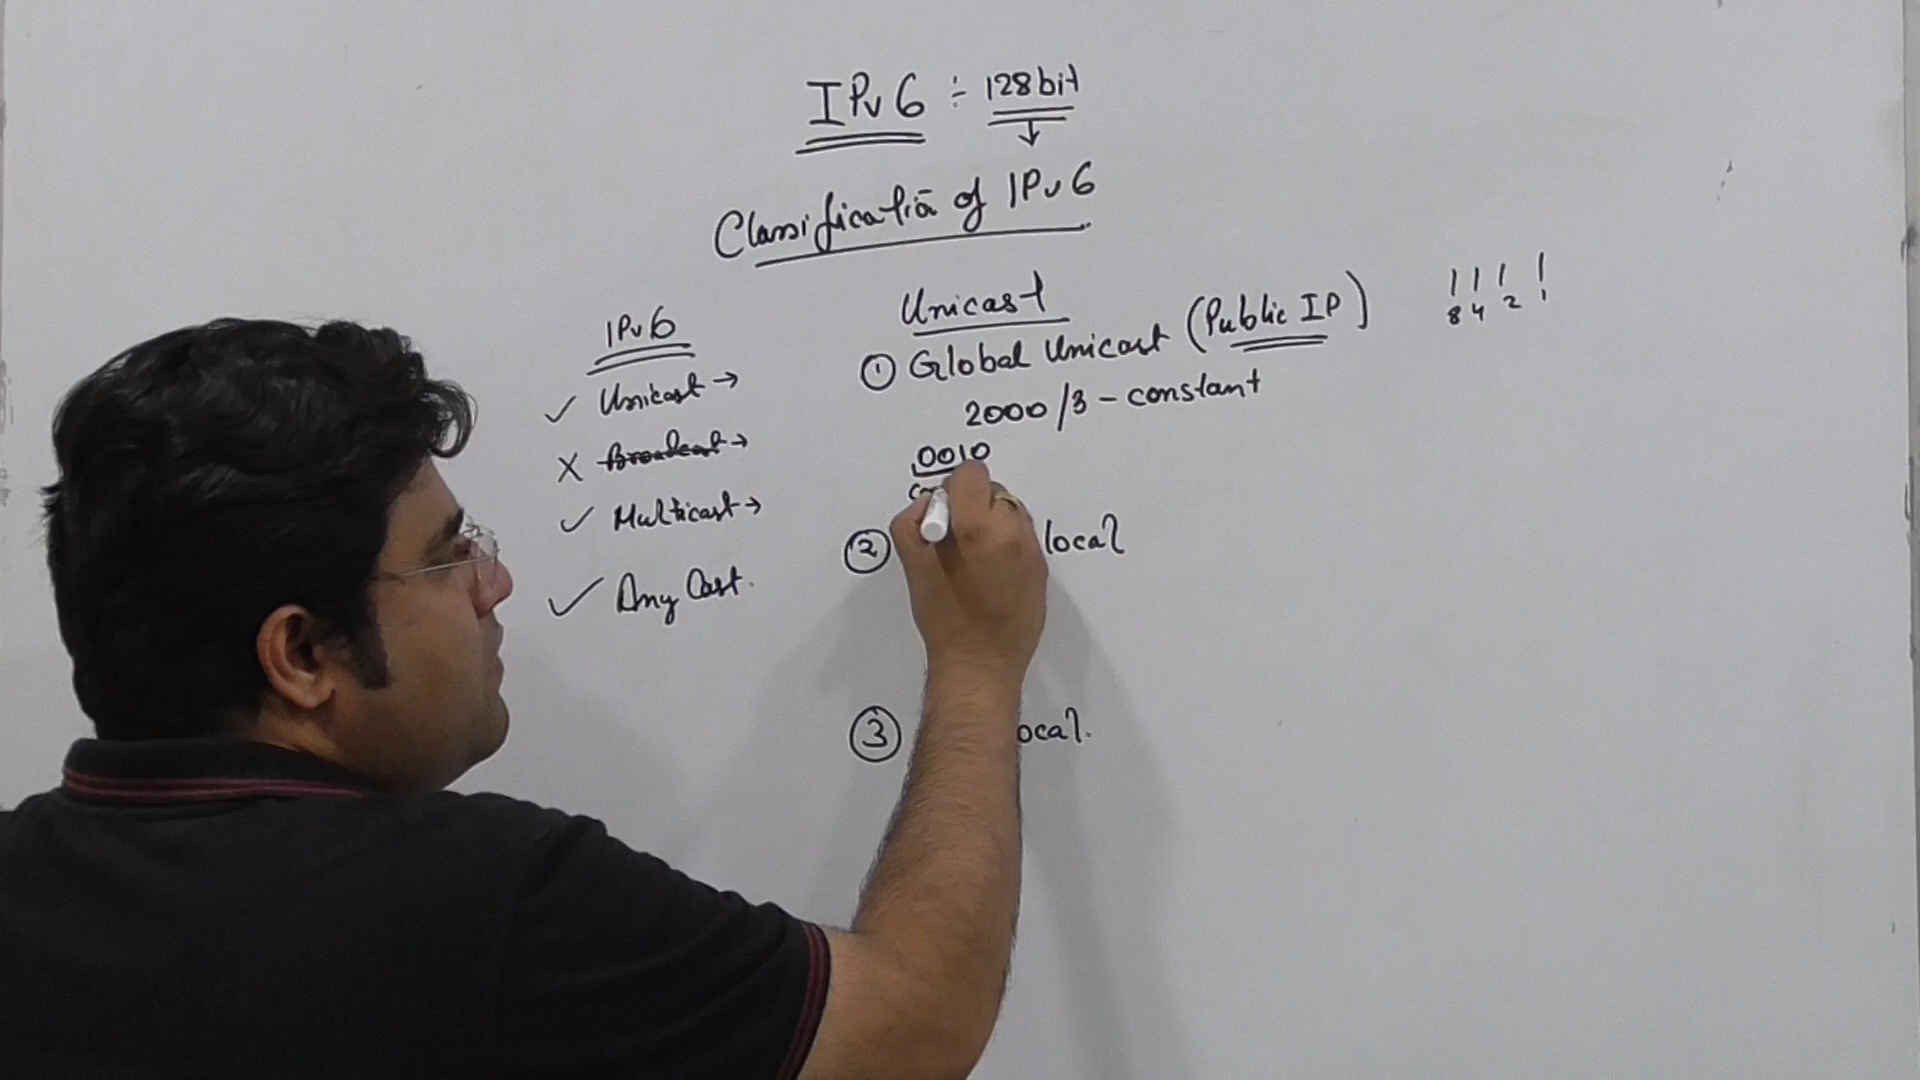 IPv6 ÷ 128bit
↓
Classificatiō of IPv6
IPv6
✓ Unicast →
X Broadcast →
✓ Multicast →
✓ Any Cast.
Unicast
① Global Unicast (Public IP)
2000/3 - constant
0010
②
local
③
ocal.
1 1 1 1
8 4 2 1